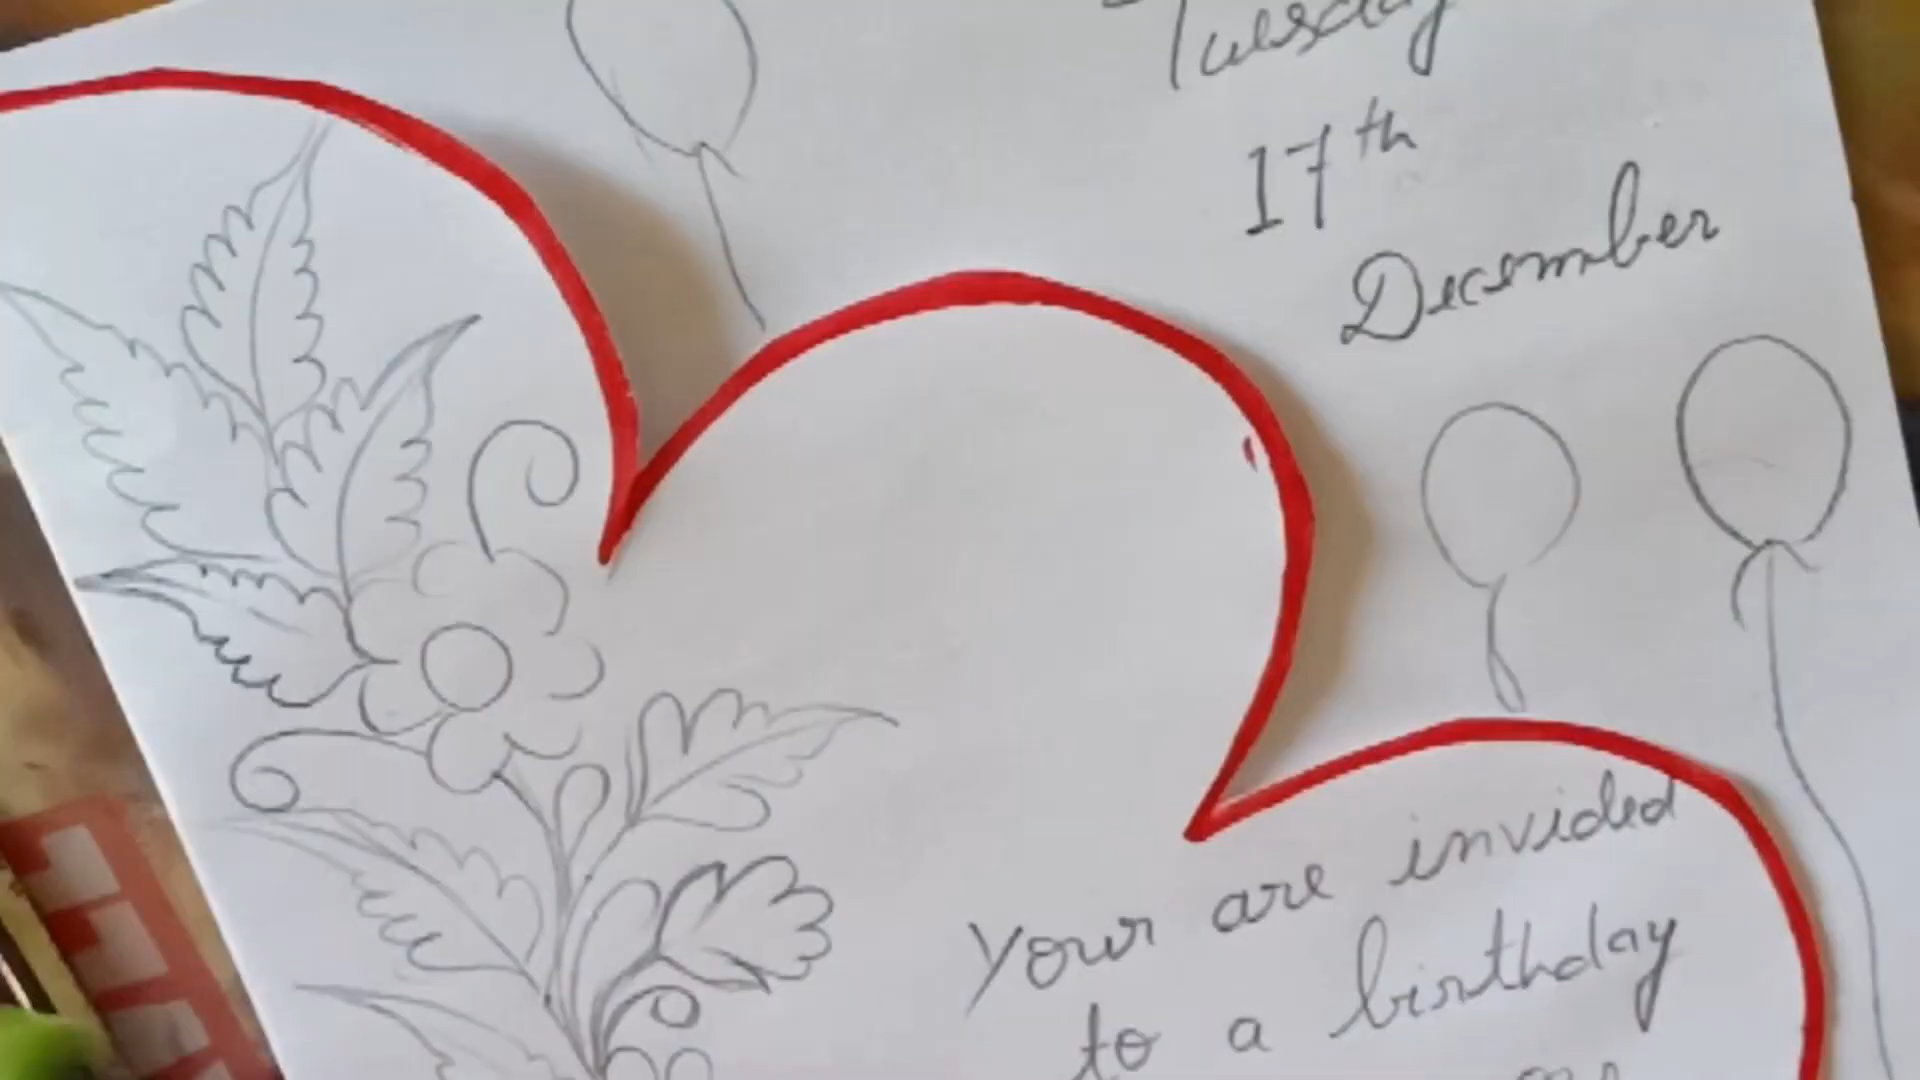 Tuesday
17th
December
Your are invided
to a birthday